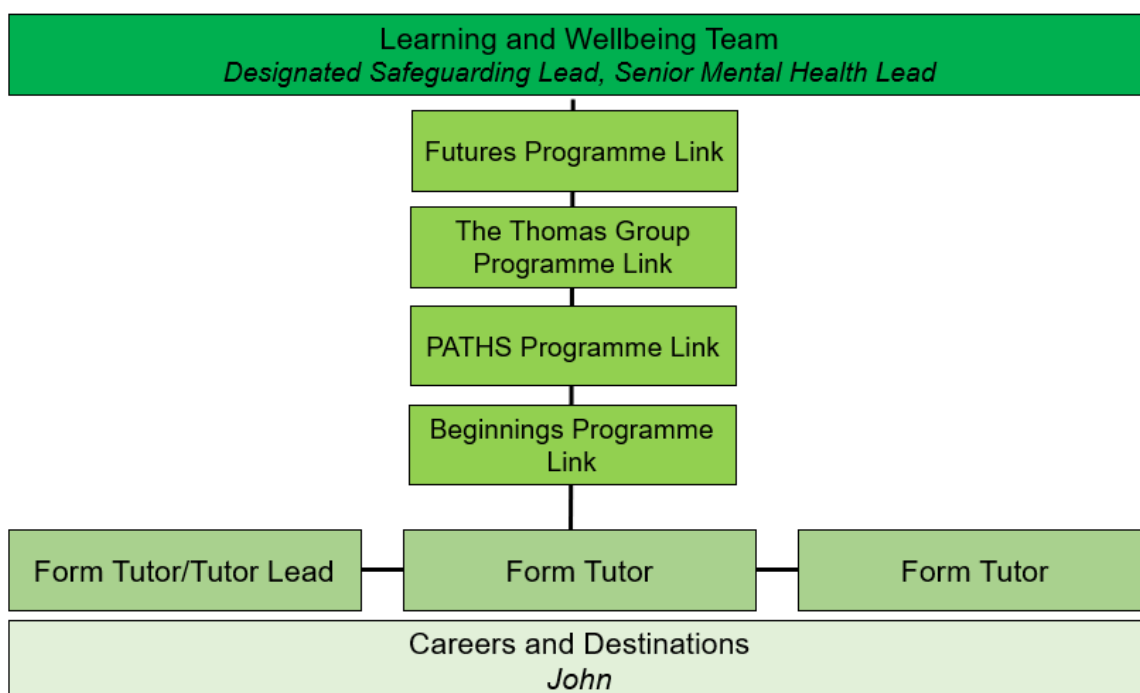 Learning and Wellbeing Team
Designated Safeguarding Lead, Senior Mental Health Lead
Futures Programme Link
The Thomas Group
Programme Link
PATHS Programme Link
Beginnings Programme
Link
Form Tutor/Tutor Lead
Form Tutor
Form Tutor
Careers and Destinations
John